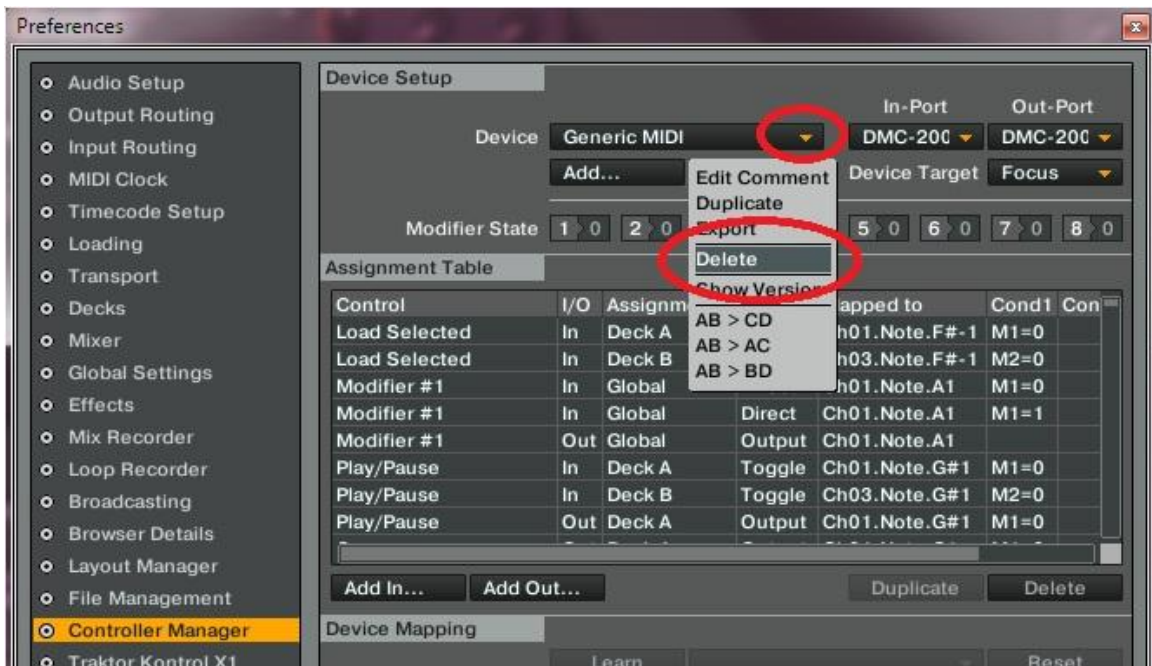 Preferences
Audio Setup
Output Routing
Input Routing
MIDI Clock
Timecode Setup
Loading
Transport
Decks
Mixer
Global Settings
Effects
Mix Recorder
Loop Recorder
Broadcasting
Browser Details
Layout Manager
File Management
Controller Manager
Traktor Kontrol X1
Device Setup
In-Port Out-Port
Device Generic MIDI DMC-200 DMC-200
Add... Device Target Focus
Edit Comment
Duplicate
Export
Delete
Show Version
AB > CD
AB > AC
AB > BD
Modifier State 1 0 2 0 5 0 6 0 7 0 8 0
Assignment Table
Control I/O Assignm apped to Cond1 Con
Load Selected In Deck A h01.Note.F#-1 M1=0
Load Selected In Deck B h03.Note.F#-1 M2=0
Modifier #1 In Global h01.Note.A1 M1=0
Modifier #1 In Global Direct Ch01.Note.A1 M1=1
Modifier #1 Out Global Output Ch01.Note.A1
Play/Pause In Deck A Toggle Ch01.Note.G#1 M1=0
Play/Pause In Deck B Toggle Ch03.Note.G#1 M2=0
Play/Pause Out Deck A Output Ch01.Note.G#1 M1=0
Add In... Add Out... Duplicate Delete
Device Mapping
Learn Reset